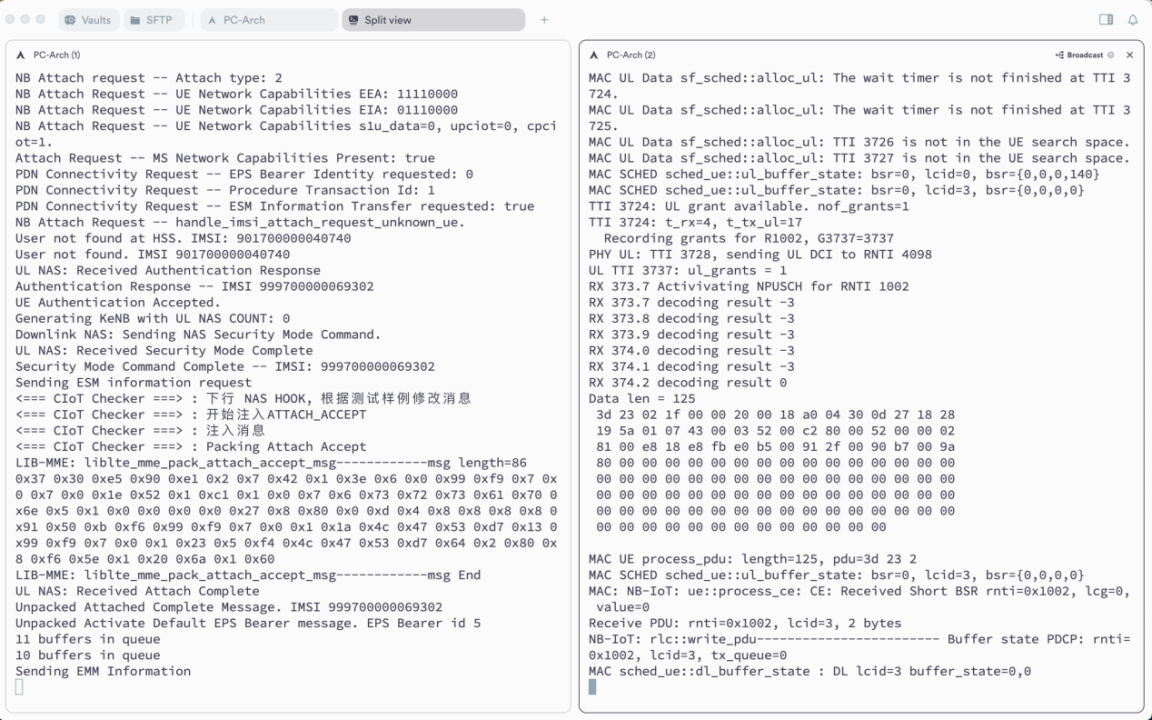 Vaults
SFTP
PC-Arch
Split view
PC-Arch (1)
NB Attach request -- Attach type: 2
NB Attach request -- UE Network Capabilities EEA: 11110000
NB Attach request -- UE Network Capabilities EIA: 01110000
NB Attach request -- UE Network Capabilities s1u_data=0, upciot=0, cpci
ot=1.
Attach Request -- MS Network Capabilities Present: true
PDN Connectivity Request -- EPS Bearer Identity requested: 0
PDN Connectivity Request -- Procedure Transaction Id: 1
PDN Connectivity Request -- ESM Information Transfer requested: true
NB Attach Request -- handle_imsi_attach_request_unknown_ue.
User not found at HSS. IMSI: 901700000040740
User not found. IMSI 901700000040740
UL NAS: Received Authentication Response
Authentication Response -- IMSI 999700000069302
UE Authentication Accepted.
Generating KeNB with UL NAS COUNT: 0
Downlink NAS: Sending NAS Security Mode Command.
UL NAS: Received Security Mode Complete
Security Mode Command Complete -- IMSI: 999700000069302
Sending ESM information request
<=== CIoT Checker ===> : 下行 NAS HOOK, 根据测试样例修改消息
<=== CIoT Checker ===> : 开始注入ATTACH_ACCEPT
<=== CIoT Checker ===> : 注入消息
<=== CIoT Checker ===> : Packing Attach Accept
LIB-MME: liblte_mme_pack_attach_accept_msg------------msg length=86
0x37 0x30 0xe5 0x90 0xe1 0x2 0x7 0x42 0x1 0x3e 0x6 0x0 0x99 0xf9 0x7 0x
0 0x7 0x0 0x1e 0x52 0x1 0xc1 0x1 0x0 0x7 0x6 0x73 0x72 0x73 0x61 0x70 0
x6e 0x5 0x1 0x0 0x0 0x0 0x0 0x27 0x8 0x80 0x0 0xd 0x4 0x8 0x8 0x8 0x8 0
x91 0x50 0xb 0xf6 0x99 0xf9 0x7 0x0 0x1 0x1a 0x4c 0x47 0x53 0xd7 0x13 0
x99 0xf9 0x7 0x0 0x1 0x23 0x5 0xf4 0x4c 0x47 0x53 0xd7 0x64 0x2 0x80 0x
8 0xf6 0x5e 0x1 0x20 0x6a 0x1 0x60
LIB-MME: liblte_mme_pack_attach_accept_msg------------msg End
UL NAS: Received Attach Complete
Unpacked Attached Complete Message. IMSI 999700000069302
Unpacked Activate Default EPS Bearer message. EPS Bearer id 5
11 buffers in queue
10 buffers in queue
Sending EMM Information
PC-Arch (2)
Broadcast
MAC UL Data sf_sched::alloc_ul: The wait timer is not finished at TTI 3
724.
MAC UL Data sf_sched::alloc_ul: The wait timer is not finished at TTI 3
725.
MAC UL Data sf_sched::alloc_ul: TTI 3726 is not in the UE search space.
MAC UL Data sf_sched::alloc_ul: TTI 3727 is not in the UE search space.
MAC SCHED sched_ue::ul_buffer_state: bsr=0, lcid=0, bsr={0,0,0,140}
MAC SCHED sched_ue::ul_buffer_state: bsr=0, lcid=3, bsr={0,0,0,0}
TTI 3724: UL grant available. nof_grants=1
TTI 3724: t_rx=4, t_tx_ul=17
Recording grants for R1002, G3737=3737
PHY UL: TTI 3728, sending UL DCI to RNTI 4098
UL TTI 3737: ul_grants = 1
RX 373.7 Activivating NPUSCH for RNTI 1002
RX 373.7 decoding result -3
RX 373.8 decoding result -3
RX 373.9 decoding result -3
RX 374.0 decoding result -3
RX 374.1 decoding result -3
RX 374.2 decoding result 0
Data len = 125
3d 23 02 1f 00 00 20 00 18 a0 04 30 0d 27 18 28
19 5a 01 07 43 00 03 52 00 c2 80 00 52 00 00 02
81 00 e8 18 e8 fb e0 b5 00 91 2f 00 90 b7 00 9a
80 00 00 00 00 00 00 00 00 00 00 00 00 00 00 00
00 00 00 00 00 00 00 00 00 00 00 00 00 00 00 00
00 00 00 00 00 00 00 00 00 00 00 00 00 00 00 00
00 00 00 00 00 00 00 00 00 00 00 00 00 00 00 00
00 00 00 00 00 00 00 00 00 00 00 00 00
MAC UE process_pdu: length=125, pdu=3d 23 2
MAC SCHED sched_ue::ul_buffer_state: bsr=0, lcid=3, bsr={0,0,0,0}
MAC: NB-IoT: ue::process_ce: CE: Received Short BSR rnti=0x1002, lcg=0,
value=0
Receive PDU: rnti=0x1002, lcid=3, 2 bytes
NB-IoT: rlc::write_pdu------------------------ Buffer state PDCP: rnti=
0x1002, lcid=3, tx_queue=0
MAC sched_ue::dl_buffer_state : DL lcid=3 buffer_state=0,0